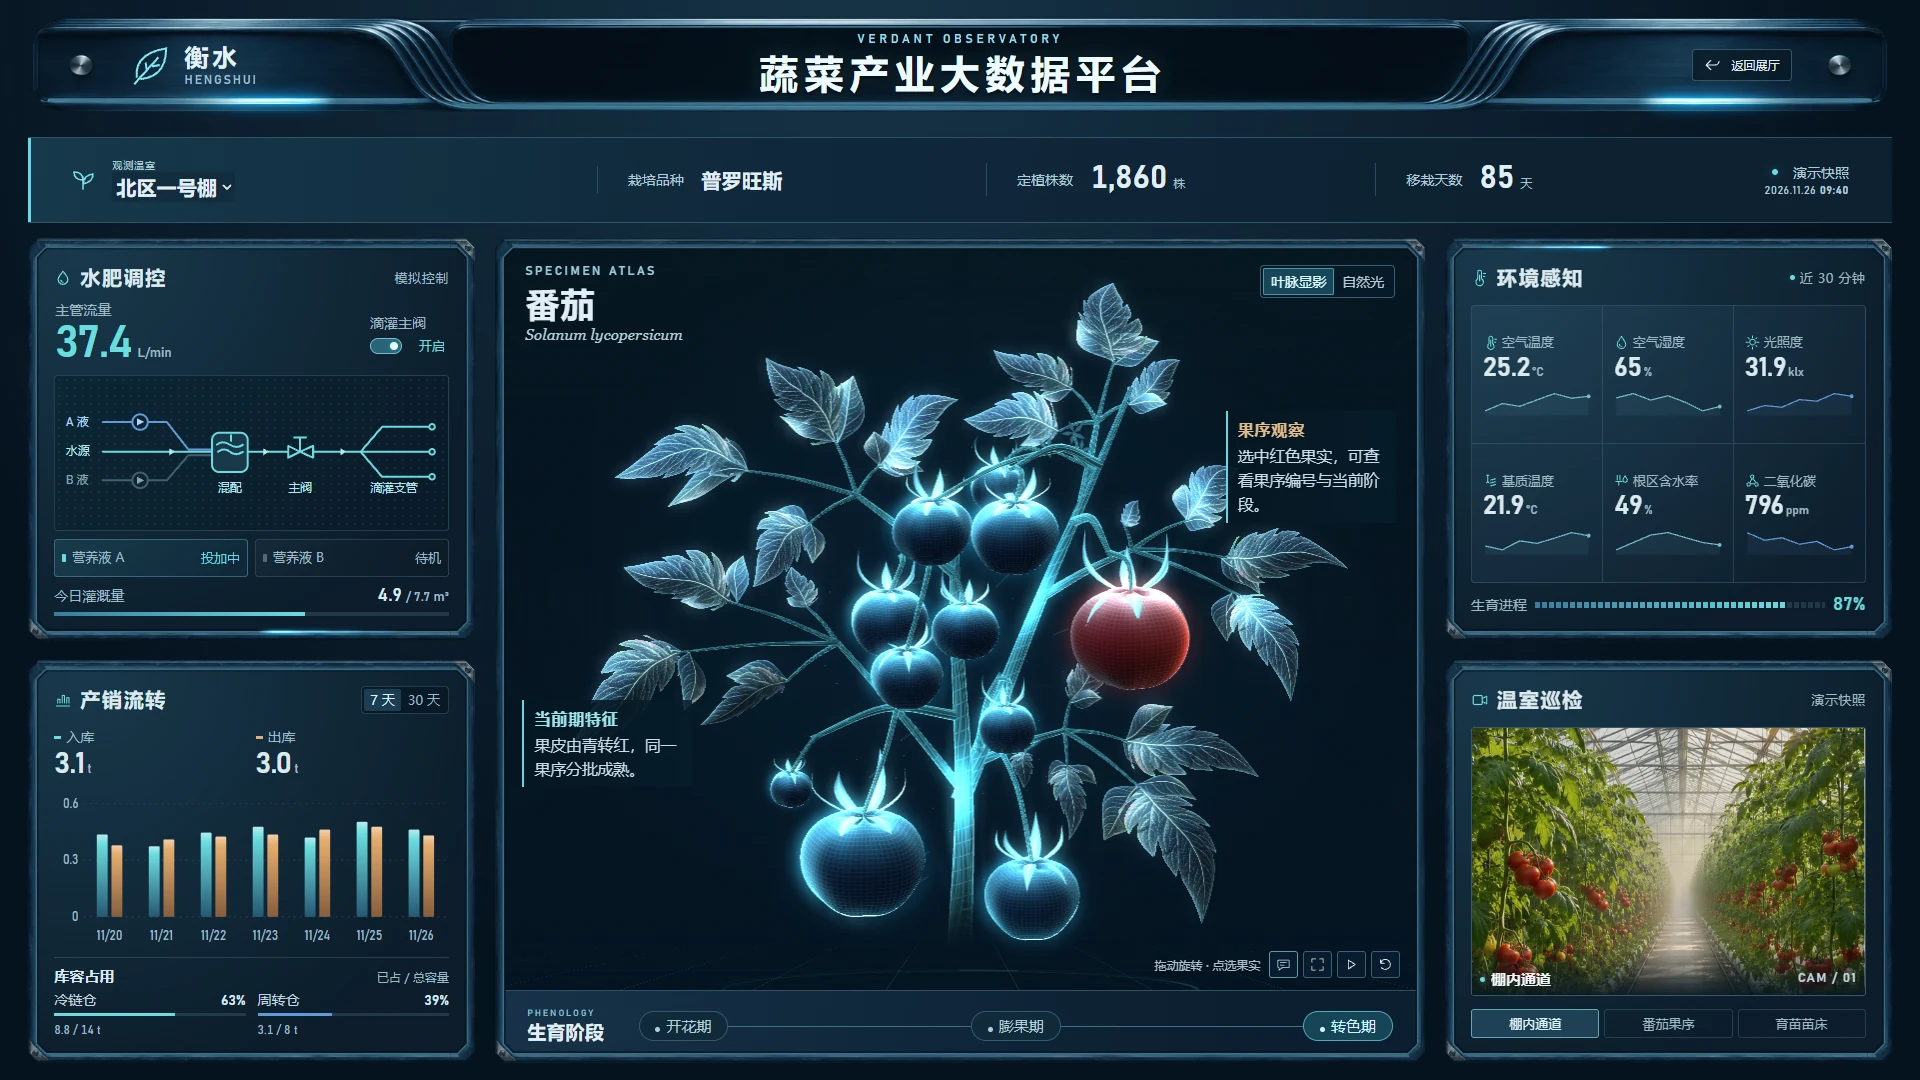 VERDANT OBSERVATORY
衡水
HENGSHUI
蔬菜产业大数据平台
返回展厅
观测温室
北区一号棚
栽培品种 普罗旺斯
定植株数 1,860 株
移栽天数 85 天
演示快照
2026.11.26 09:40
水肥调控
模拟控制
主管流量
37.4 L/min
滴灌主阀
开启
A 液
水源
B 液
混配
主阀
滴灌支管
营养液 A 投加中
营养液 B 待机
今日灌溉量
4.9 / 7.7 m³
产销流转
7 天 30 天
入库
3.1 t
出库
3.0 t
0.6
0.3
0
11/20 11/21 11/22 11/23 11/24 11/25 11/26
库容占用
已占 / 总容量
冷链仓 63%
8.8 / 14 t
周转仓 39%
3.1 / 8 t
SPECIMEN ATLAS
番茄
Solanum lycopersicum
叶脉显影 自然光
果序观察
选中红色果实，可查
看果序编号与当前阶
段。
当前期特征
果皮由青转红，同一
果序分批成熟。
拖动旋转 · 点选果实
PHENOLOGY
生育阶段
开花期
膨果期
转色期
环境感知
近 30 分钟
空气温度
25.2 °C
空气湿度
65 %
光照度
31.9 klx
基质温度
21.9 °C
根区含水率
49 %
二氧化碳
796 ppm
生育进程 87%
温室巡检
演示快照
棚内通道
CAM / 01
棚内通道 番茄果序 育苗苗床